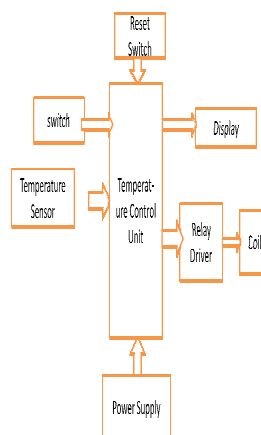 Reset
Switch
switch
Display
Temperature
Sensor
Temperat-
ure Control
Unit
Relay
Driver
Coil
Power Supply